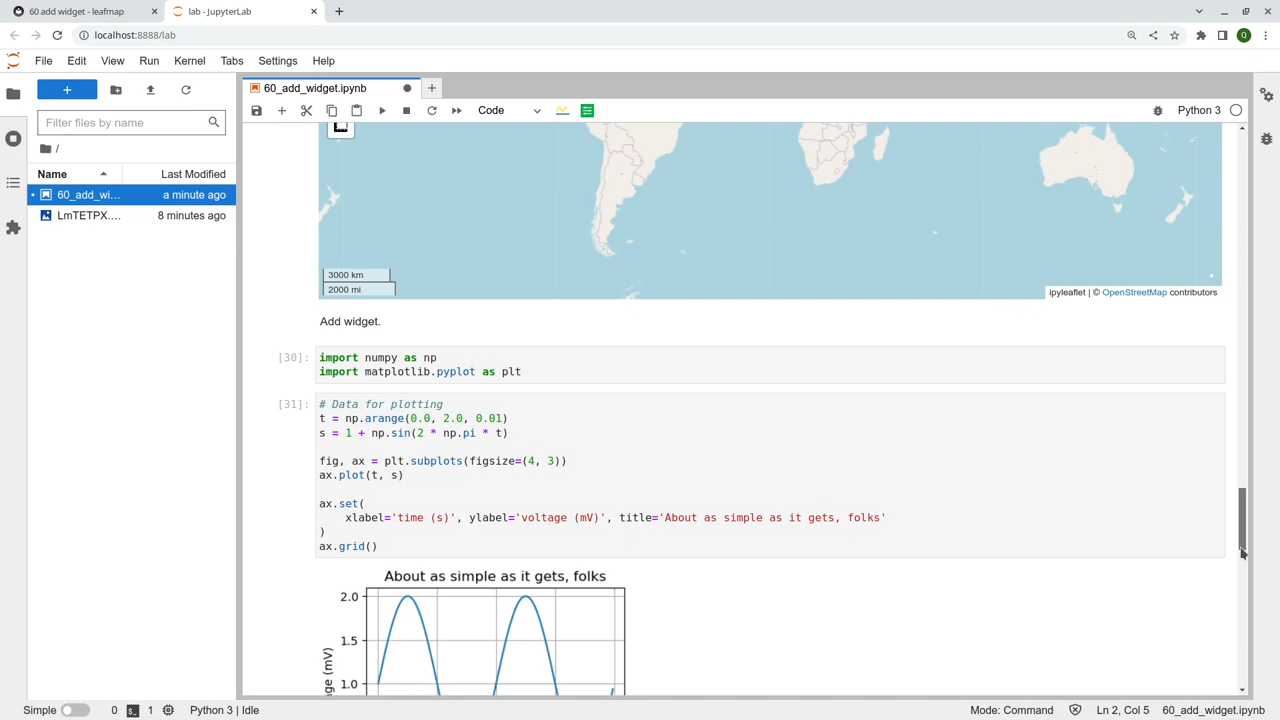 60 add widget - leafmap
lab - JupyterLab
localhost:8888/lab
Q
File Edit View Run Kernel Tabs Settings Help
60_add_widget.ipynb
Code
Python 3
Filter files by name
/
Name Last Modified
60_add_wi... a minute ago
LmTETPX.... 8 minutes ago
3000 km
2000 mi
ipyleaflet | © OpenStreetMap contributors
Add widget.
[30]:
import numpy as np
import matplotlib.pyplot as plt
[31]:
# Data for plotting
t = np.arange(0.0, 2.0, 0.01)
s = 1 + np.sin(2 * np.pi * t)
fig, ax = plt.subplots(figsize=(4, 3))
ax.plot(t, s)
ax.set(
xlabel='time (s)', ylabel='voltage (mV)', title='About as simple as it gets, folks'
)
ax.grid()
About as simple as it gets, folks
2.0
1.5
1.0
(mV)
Simple 0 1 Python 3 | Idle Mode: Command Ln 2, Col 5 60_add_widget.ipynb